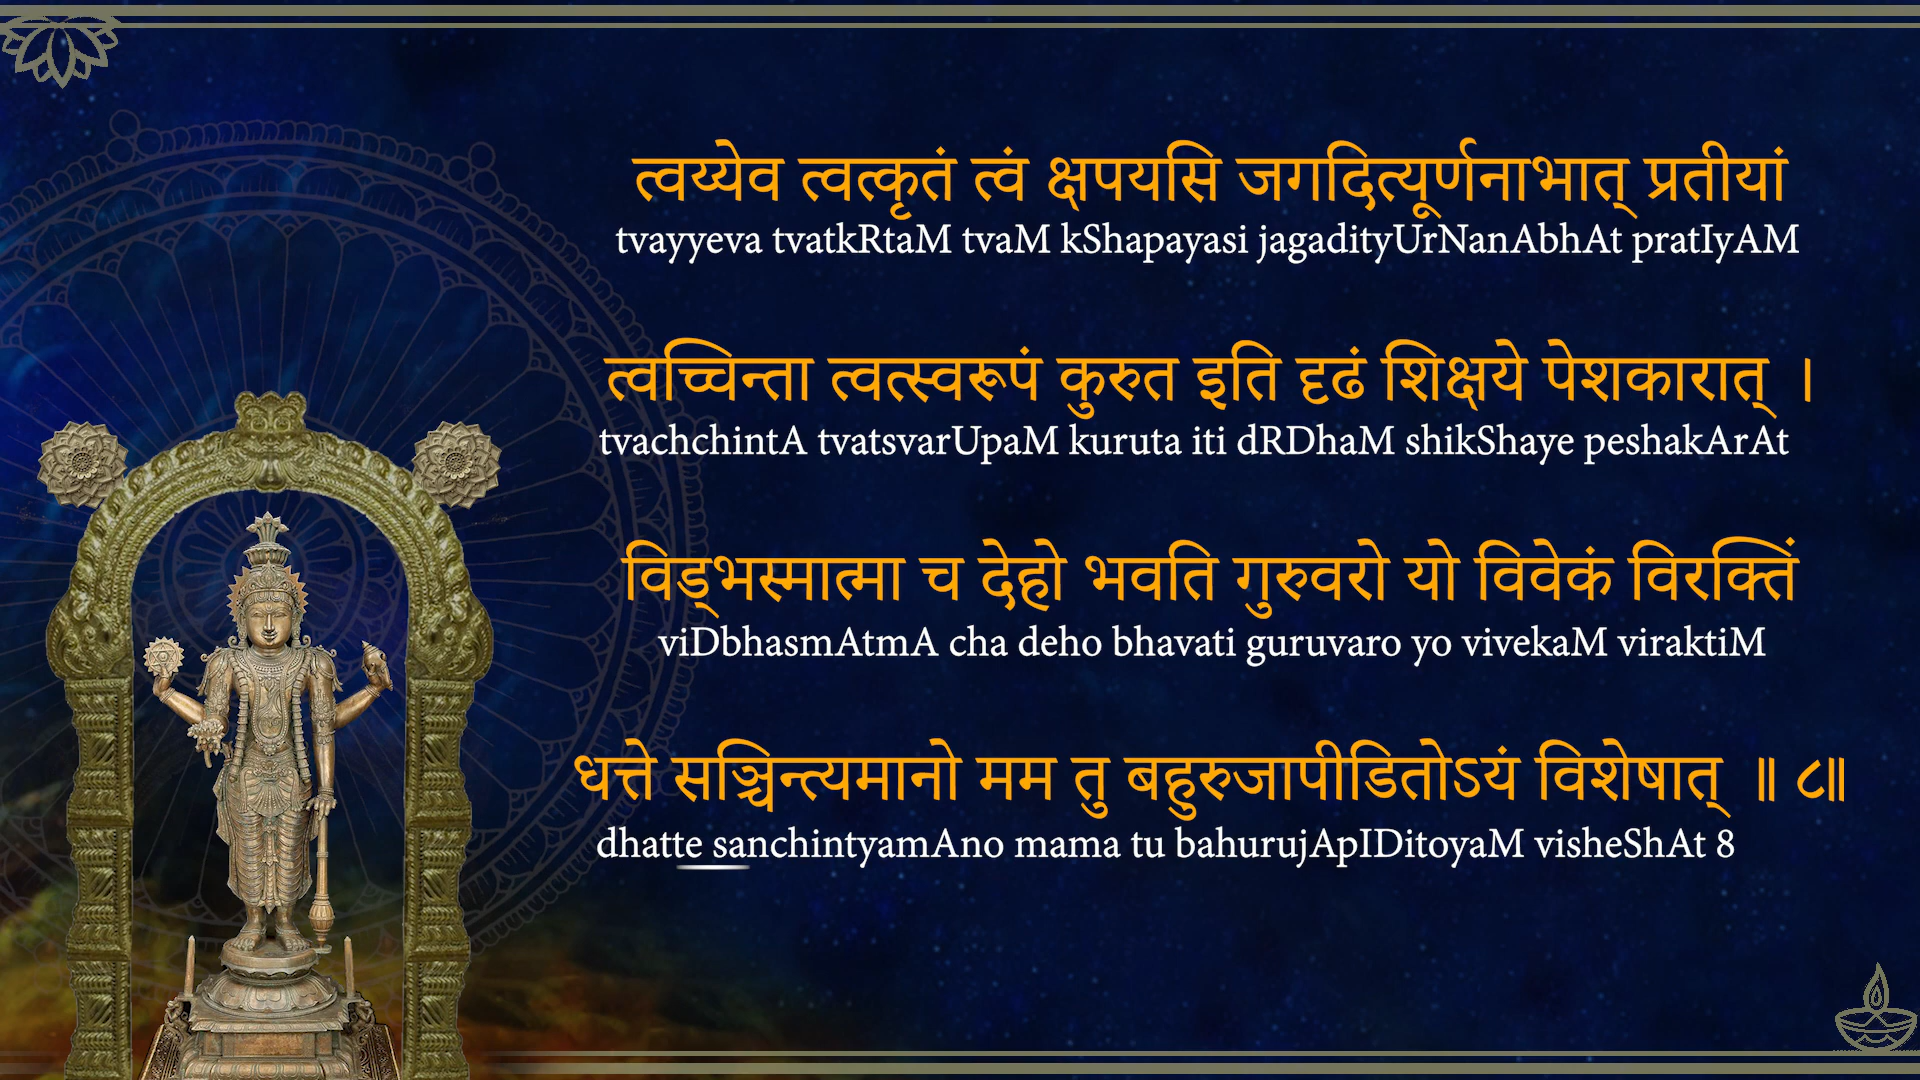 त्वय्येव त्वत्कृतं त्वं क्षपयसि जगदित्यूर्णनाभात् प्रतीयां
tvayyeva tvatkRtaM tvaM kShapayasi jagadityUrNanAbhAt pratIyAM
त्वच्चिन्ता त्वत्स्वरूपं कुरुत इति दृढं शिक्षये पेशकारात् ।
tvachchintA tvatsvarUpaM kuruta iti dRDhaM shikShaye peshakArAt
विड्भस्मात्मा च देहो भवति गुरुवरो यो विवेकं विरक्तिं
viDbhasmAtmA cha deho bhavati guruvaro yo vivekaM viraktiM
धत्ते सञ्चिन्त्यमानो मम तु बहुरुजापीडितोऽयं विशेषात् ॥ ८॥
dhatte sanchintyamAno mama tu bahurujApIDitoyaM visheShAt 8